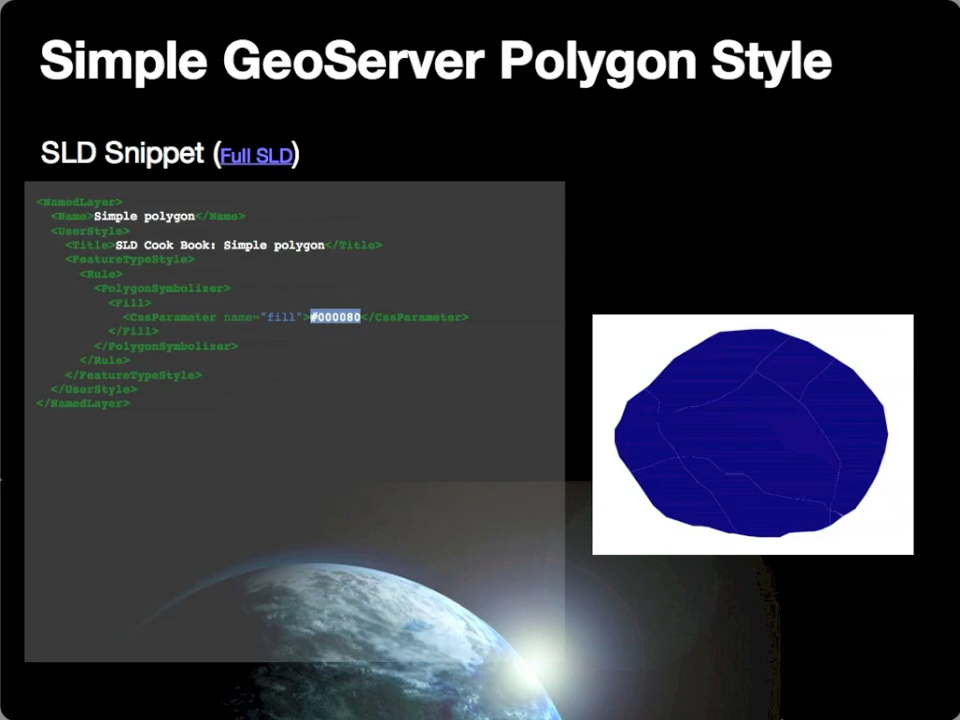 Simple GeoServer Polygon Style
SLD Snippet (Full SLD)
<NamedLayer>
<Name>Simple polygon</Name>
<UserStyle>
<Title>SLD Cook Book: Simple polygon</Title>
<FeatureTypeStyle>
<Rule>
<PolygonSymbolizer>
<Fill>
<CssParameter name="fill">#000080</CssParameter>
</Fill>
</PolygonSymbolizer>
</Rule>
</FeatureTypeStyle>
</UserStyle>
</NamedLayer>